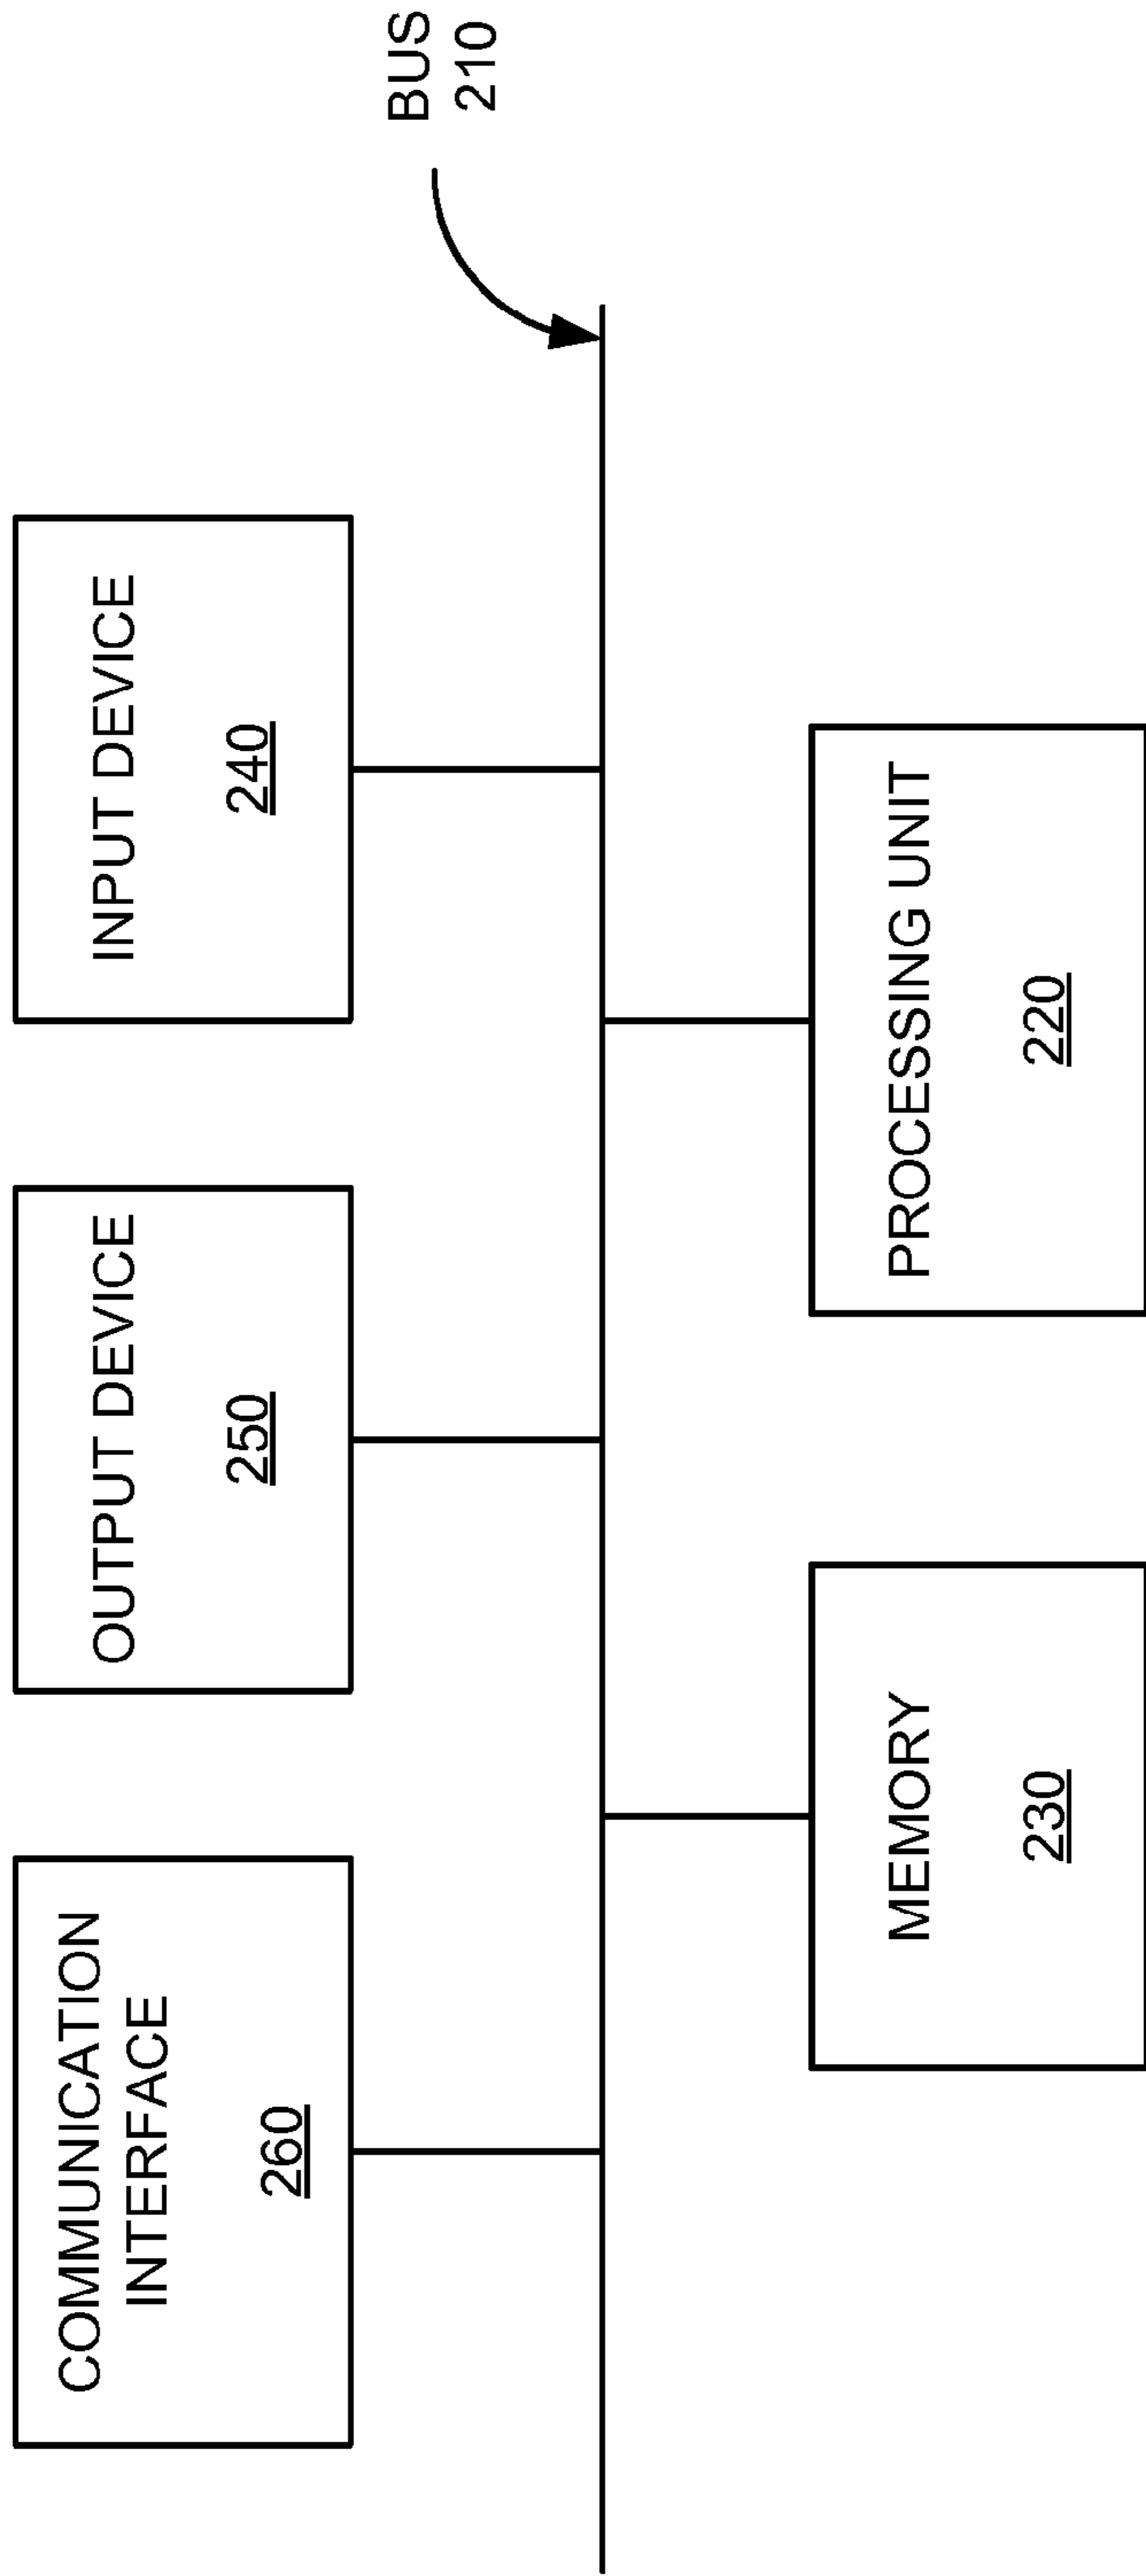 COMMUNICATION
INTERFACE
260
OUTPUT DEVICE
250
INPUT DEVICE
240
BUS
210
MEMORY
230
PROCESSING UNIT
220